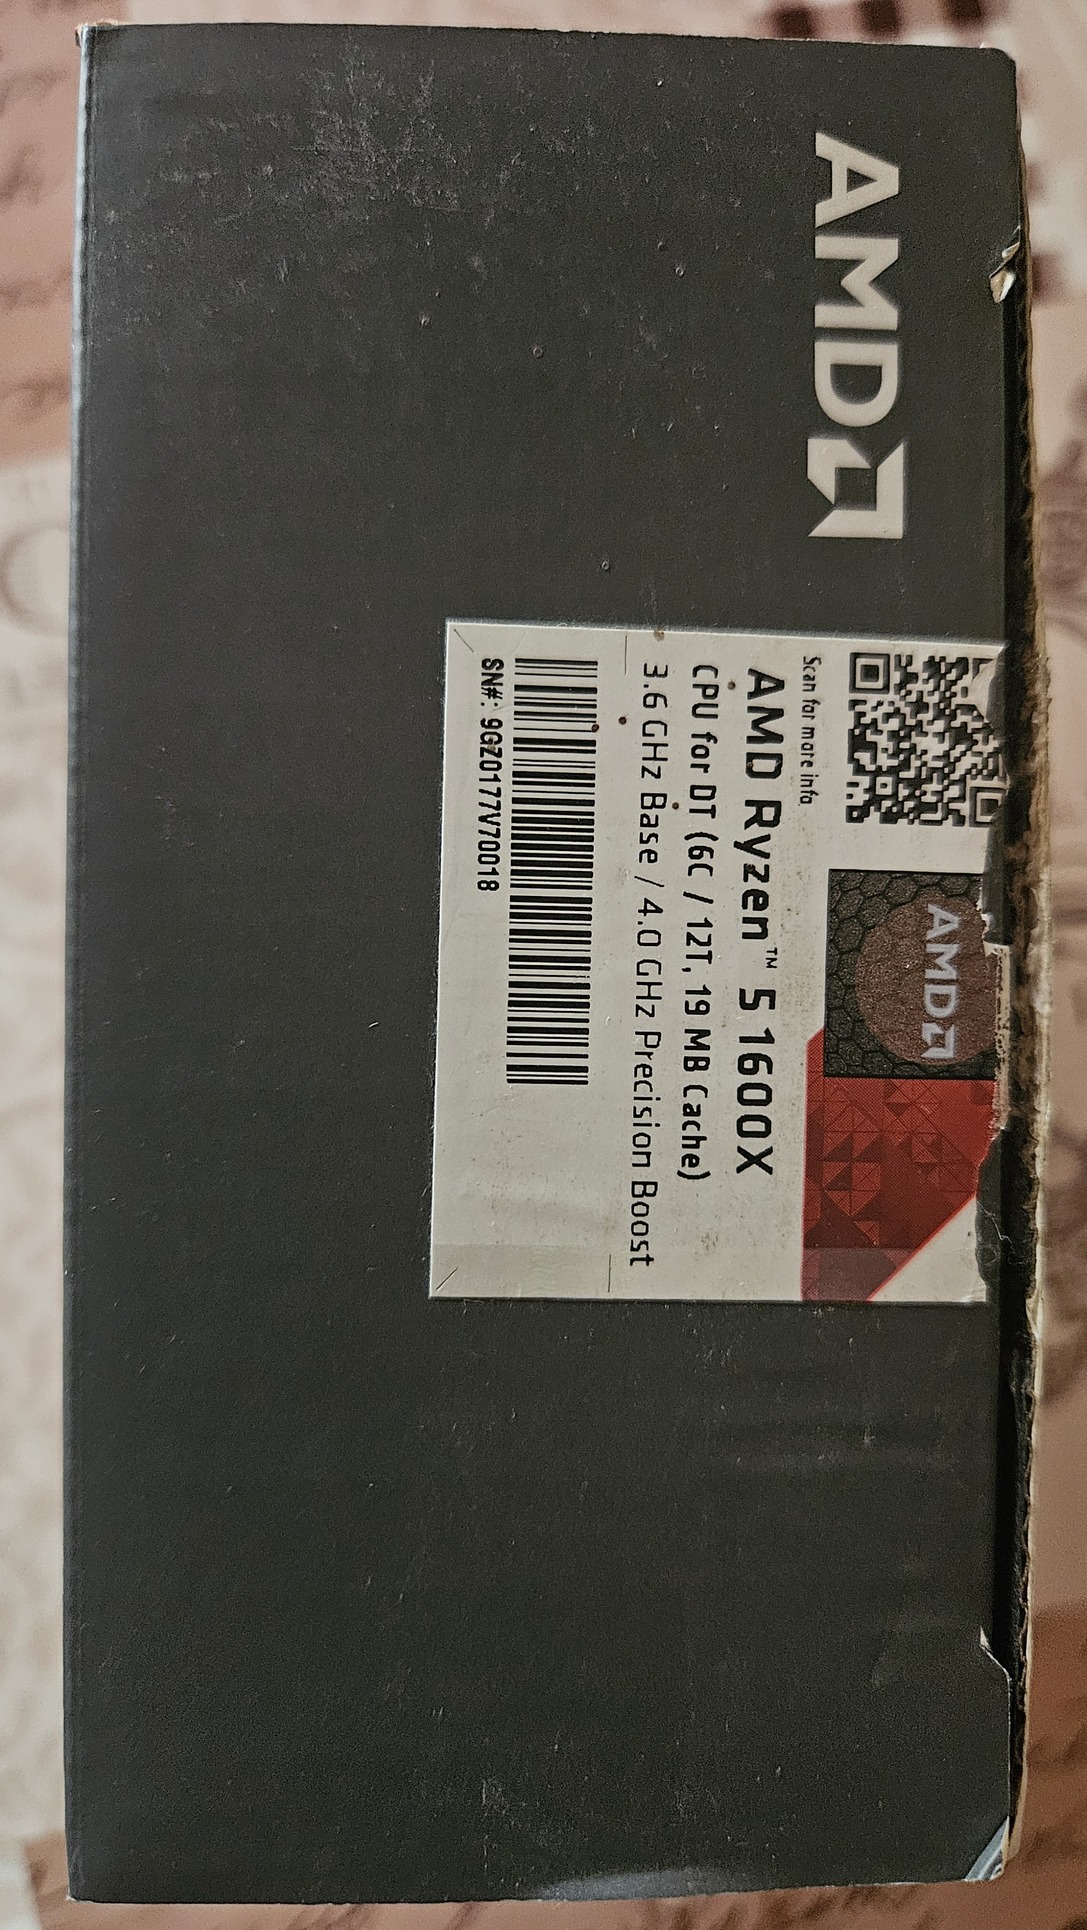 AMD
Scan for more info
AMD
AMD Ryzen™ 5 1600X
CPU for DT (6C / 12T, 19 MB Cache)
3.6 GHz Base / 4.0 GHz Precision Boost
SN#: 9GZ0177V70018